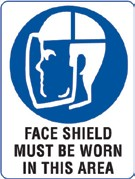 FACE SHIELD
MUST BE WORN
IN THIS AREA